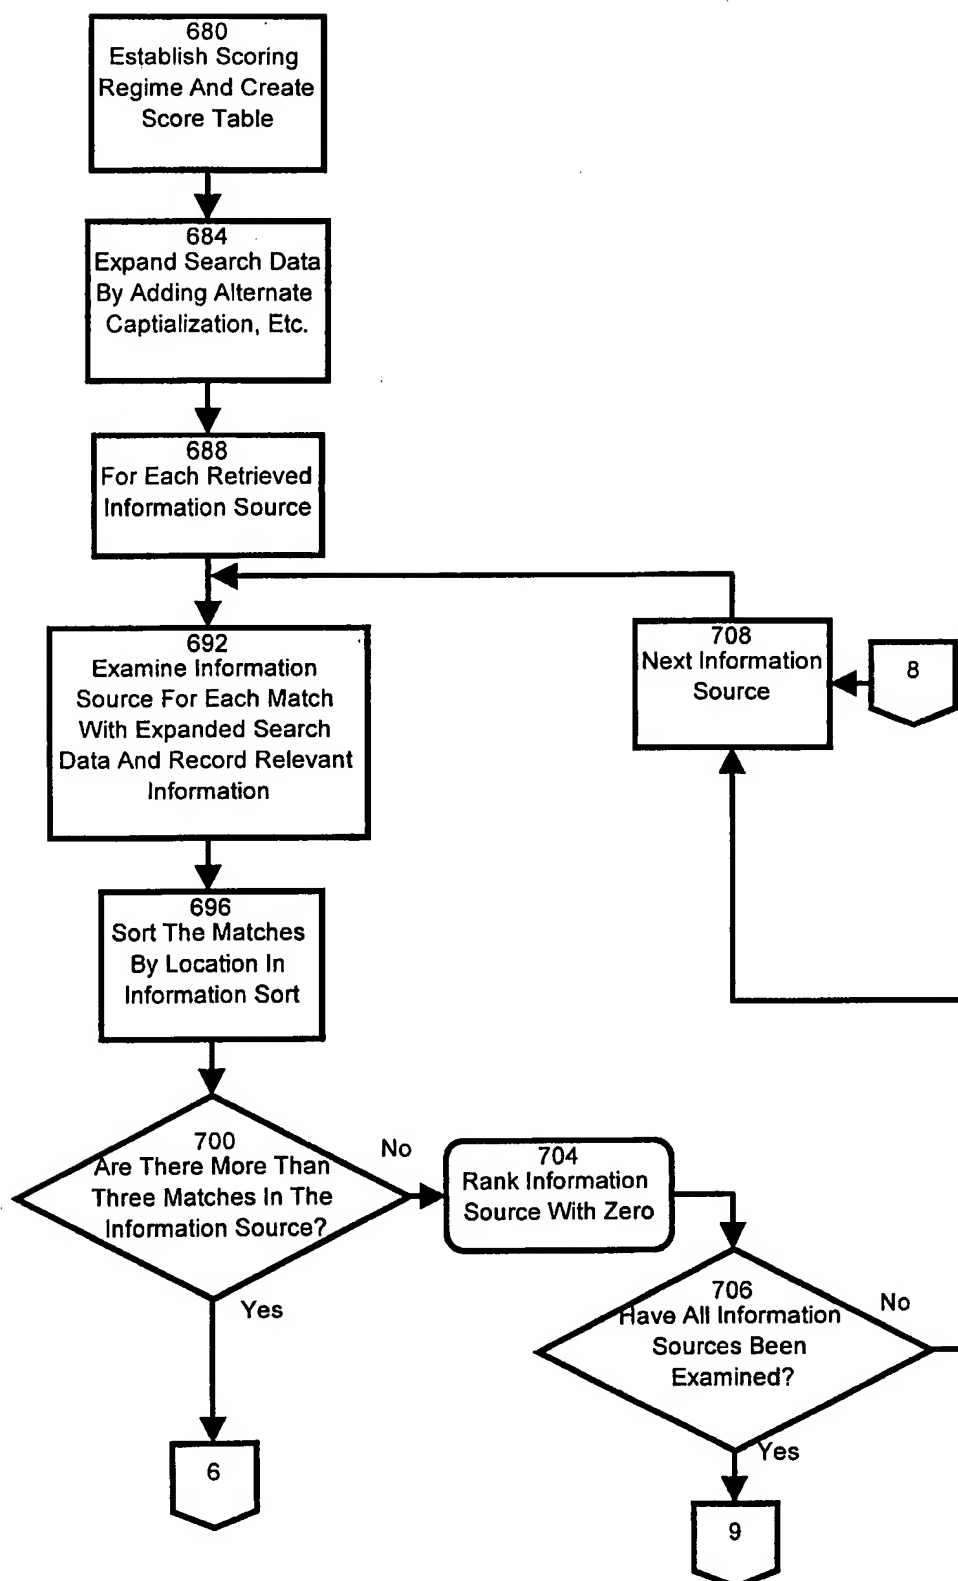 680
Establish Scoring
Regime And Create
Score Table
684
Expand Search Data
By Adding Alternate
Captialization, Etc.
688
For Each Retrieved
Information Source
692
Examine Information
Source For Each Match
With Expanded Search
Data And Record Relevant
Information
708
Next Information
Source
8
696
Sort The Matches
By Location In
Information Sort
700
Are There More Than
Three Matches In The
Information Source?
No
Yes
704
Rank Information
Source With Zero
706
Have All Information
Sources Been
Examined?
No
Yes
6
9